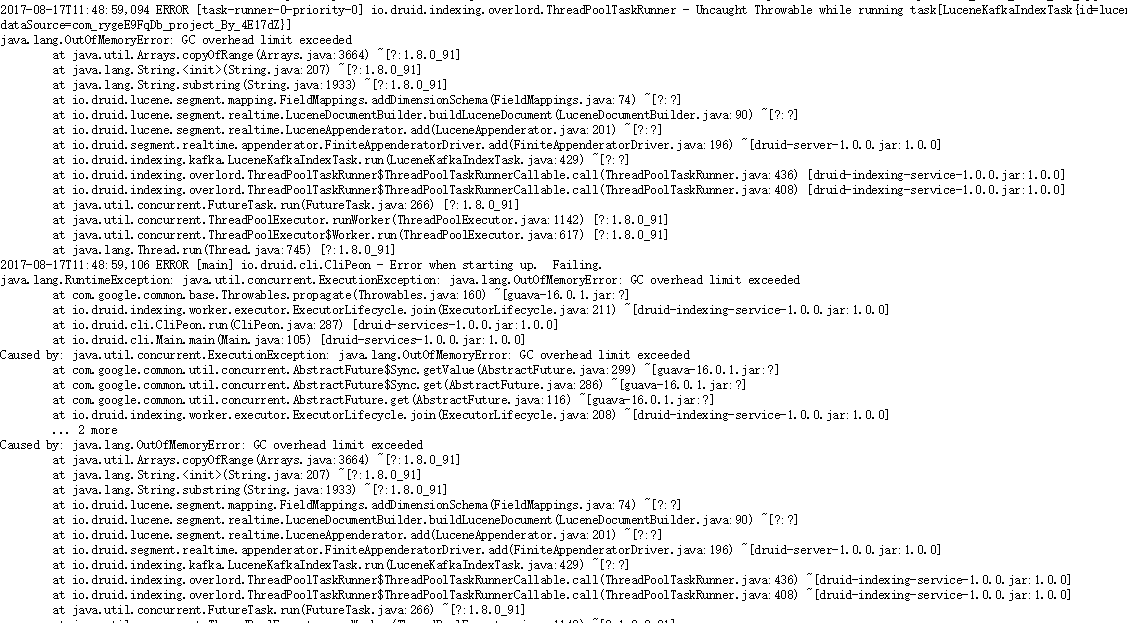 2017-08-17T11:48:59,094 ERROR [task-runner-0-priority-0] io.druid.indexing.overlord.ThreadPoolTaskRunner - Uncaught Throwable while running task[LuceneKafkaIndexTask{id=lucen
dataSource=com_rygeE9FqDb_project_By_4E17dZ}]
java.lang.OutOfMemoryError: GC overhead limit exceeded
at java.util.Arrays.copyOfRange(Arrays.java:3664) ~[?:1.8.0_91]
at java.lang.String.<init>(String.java:207) ~[?:1.8.0_91]
at java.lang.String.substring(String.java:1933) ~[?:1.8.0_91]
at io.druid.lucene.segment.mapping.FieldMappings.addDimensionSchema(FieldMappings.java:74) ~[?:?]
at io.druid.lucene.segment.realtime.LuceneDocumentBuilder.buildLuceneDocument(LuceneDocumentBuilder.java:90) ~[?:?]
at io.druid.lucene.segment.realtime.LuceneAppenderator.add(LuceneAppenderator.java:201) ~[?:?]
at io.druid.segment.realtime.appenderator.FiniteAppenderatorDriver.add(FiniteAppenderatorDriver.java:196) ~[druid-server-1.0.0.jar:1.0.0]
at io.druid.indexing.kafka.LuceneKafkaIndexTask.run(LuceneKafkaIndexTask.java:429) ~[?:?]
at io.druid.indexing.overlord.ThreadPoolTaskRunner$ThreadPoolTaskRunnerCallable.call(ThreadPoolTaskRunner.java:436) [druid-indexing-service-1.0.0.jar:1.0.0]
at io.druid.indexing.overlord.ThreadPoolTaskRunner$ThreadPoolTaskRunnerCallable.call(ThreadPoolTaskRunner.java:408) [druid-indexing-service-1.0.0.jar:1.0.0]
at java.util.concurrent.FutureTask.run(FutureTask.java:266) [?:1.8.0_91]
at java.util.concurrent.ThreadPoolExecutor.runWorker(ThreadPoolExecutor.java:1142) [?:1.8.0_91]
at java.util.concurrent.ThreadPoolExecutor$Worker.run(ThreadPoolExecutor.java:617) [?:1.8.0_91]
at java.lang.Thread.run(Thread.java:745) [?:1.8.0_91]
2017-08-17T11:48:59,106 ERROR [main] io.druid.cli.CliPeon - Error when starting up.  Failing.
java.lang.RuntimeException: java.util.concurrent.ExecutionException: java.lang.OutOfMemoryError: GC overhead limit exceeded
at com.google.common.base.Throwables.propagate(Throwables.java:160) ~[guava-16.0.1.jar:?]
at io.druid.indexing.worker.executor.ExecutorLifecycle.join(ExecutorLifecycle.java:211) ~[druid-indexing-service-1.0.0.jar:1.0.0]
at io.druid.cli.CliPeon.run(CliPeon.java:287) [druid-services-1.0.0.jar:1.0.0]
at io.druid.cli.Main.main(Main.java:105) [druid-services-1.0.0.jar:1.0.0]
Caused by: java.util.concurrent.ExecutionException: java.lang.OutOfMemoryError: GC overhead limit exceeded
at com.google.common.util.concurrent.AbstractFuture$Sync.getValue(AbstractFuture.java:299) ~[guava-16.0.1.jar:?]
at com.google.common.util.concurrent.AbstractFuture$Sync.get(AbstractFuture.java:286) ~[guava-16.0.1.jar:?]
at com.google.common.util.concurrent.AbstractFuture.get(AbstractFuture.java:116) ~[guava-16.0.1.jar:?]
at io.druid.indexing.worker.executor.ExecutorLifecycle.join(ExecutorLifecycle.java:208) ~[druid-indexing-service-1.0.0.jar:1.0.0]
... 2 more
Caused by: java.lang.OutOfMemoryError: GC overhead limit exceeded
at java.util.Arrays.copyOfRange(Arrays.java:3664) ~[?:1.8.0_91]
at java.lang.String.<init>(String.java:207) ~[?:1.8.0_91]
at java.lang.String.substring(String.java:1933) ~[?:1.8.0_91]
at io.druid.lucene.segment.mapping.FieldMappings.addDimensionSchema(FieldMappings.java:74) ~[?:?]
at io.druid.lucene.segment.realtime.LuceneDocumentBuilder.buildLuceneDocument(LuceneDocumentBuilder.java:90) ~[?:?]
at io.druid.lucene.segment.realtime.LuceneAppenderator.add(LuceneAppenderator.java:201) ~[?:?]
at io.druid.segment.realtime.appenderator.FiniteAppenderatorDriver.add(FiniteAppenderatorDriver.java:196) ~[druid-server-1.0.0.jar:1.0.0]
at io.druid.indexing.kafka.LuceneKafkaIndexTask.run(LuceneKafkaIndexTask.java:429) ~[?:?]
at io.druid.indexing.overlord.ThreadPoolTaskRunner$ThreadPoolTaskRunnerCallable.call(ThreadPoolTaskRunner.java:436) ~[druid-indexing-service-1.0.0.jar:1.0.0]
at io.druid.indexing.overlord.ThreadPoolTaskRunner$ThreadPoolTaskRunnerCallable.call(ThreadPoolTaskRunner.java:408) ~[druid-indexing-service-1.0.0.jar:1.0.0]
at java.util.concurrent.FutureTask.run(FutureTask.java:266) ~[?:1.8.0_91]